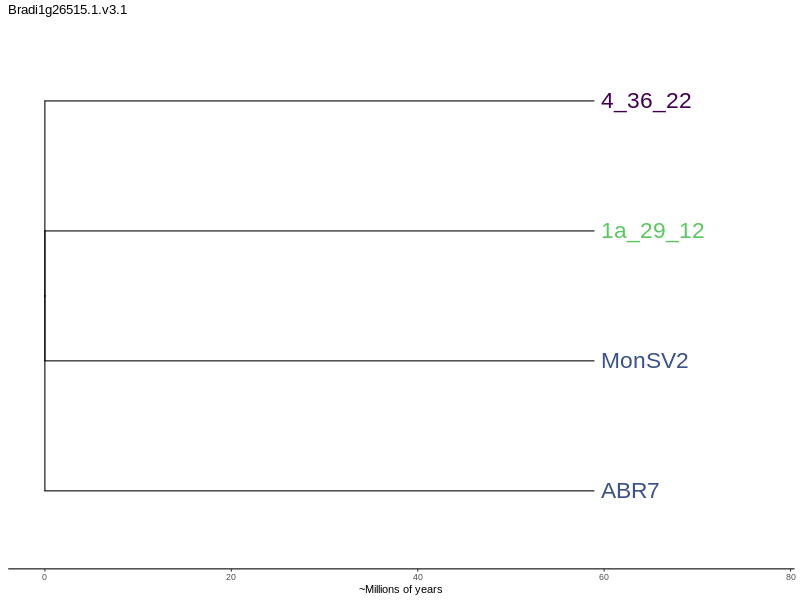 Bradi1g26515.1.v3.1
4_36_22
1a_29_12
MonSV2
ABR7
0 20 40 60 80
~Millions of years